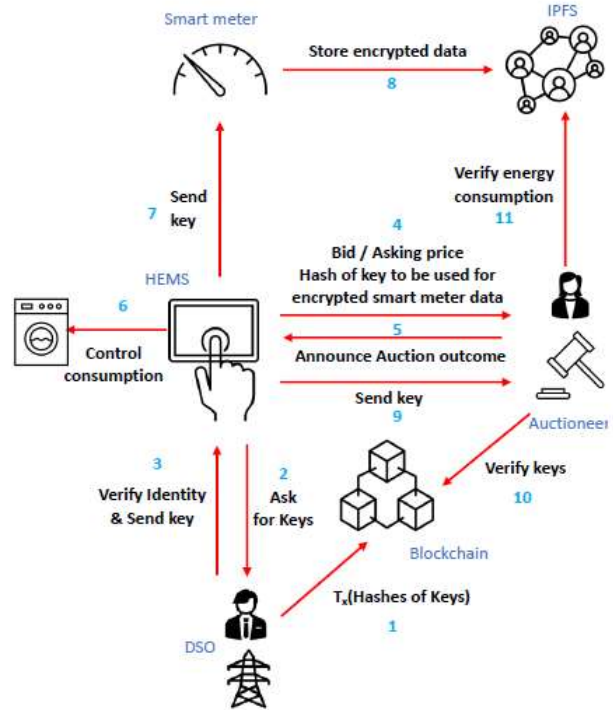 Smart meter
IPFS
Store encrypted data
8
Send
key
7
Verify energy
consumption
11
4
HEMS
Bid / Asking price
Hash of key to be used for
encrypted smart meter data
6
5
Control
consumption
Announce Auction outcome
Send key
9
Auctioneer
3
Verify Identity
& Send key
2
Ask
for Keys
Verify keys
10
Blockchain
Tx(Hashes of Keys)
1
DSO